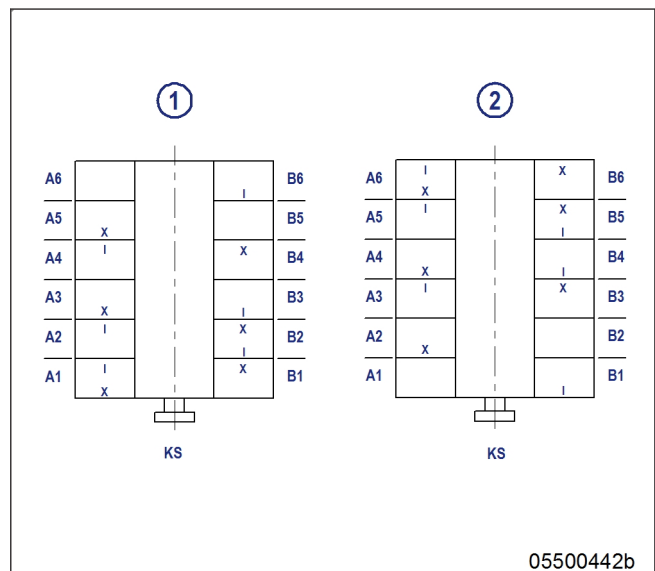 1
A6 B6
I
A5 B5
X
I X
A4 B4
A3 B3
X I
I X
A2 B2
I
I X
A1 B1
X
KS
2
I X
A6 B6
X
I X
A5 B5
I
A4 B4
X I
I X
A3 B3
A2 B2
X
A1 B1
I
KS
05500442b